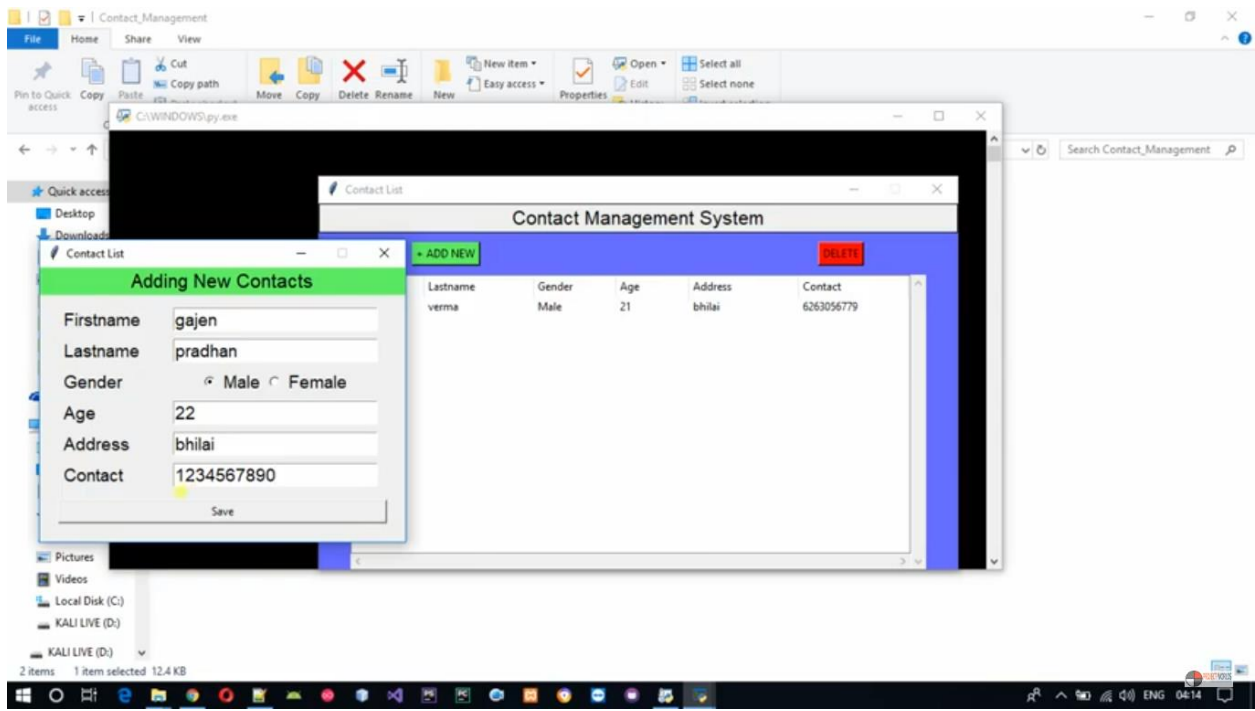 Contact_Management
File Home Share View
Pin to Quick access
Copy
Paste
Cut
Copy path
Move
Copy
Delete
Rename
New
New item
Easy access
Properties
Open
Edit
Select all
Select none
C:\WINDOWS\py.exe
Search Contact_Management
Quick access
Desktop
Downloads
Contact List
Contact Management System
+ ADD NEW
DELETE
Lastname Gender Age Address Contact
verma Male 21 bhilai 6263056779
Contact List
Adding New Contacts
Firstname gajen
Lastname pradhan
Gender Male Female
Age 22
Address bhilai
Contact 1234567890
Save
Pictures
Videos
Local Disk (C:)
KALI LIVE (D:)
KALI LIVE (D:)
2 items 1 item selected 12.4 KB
ENG 04:14